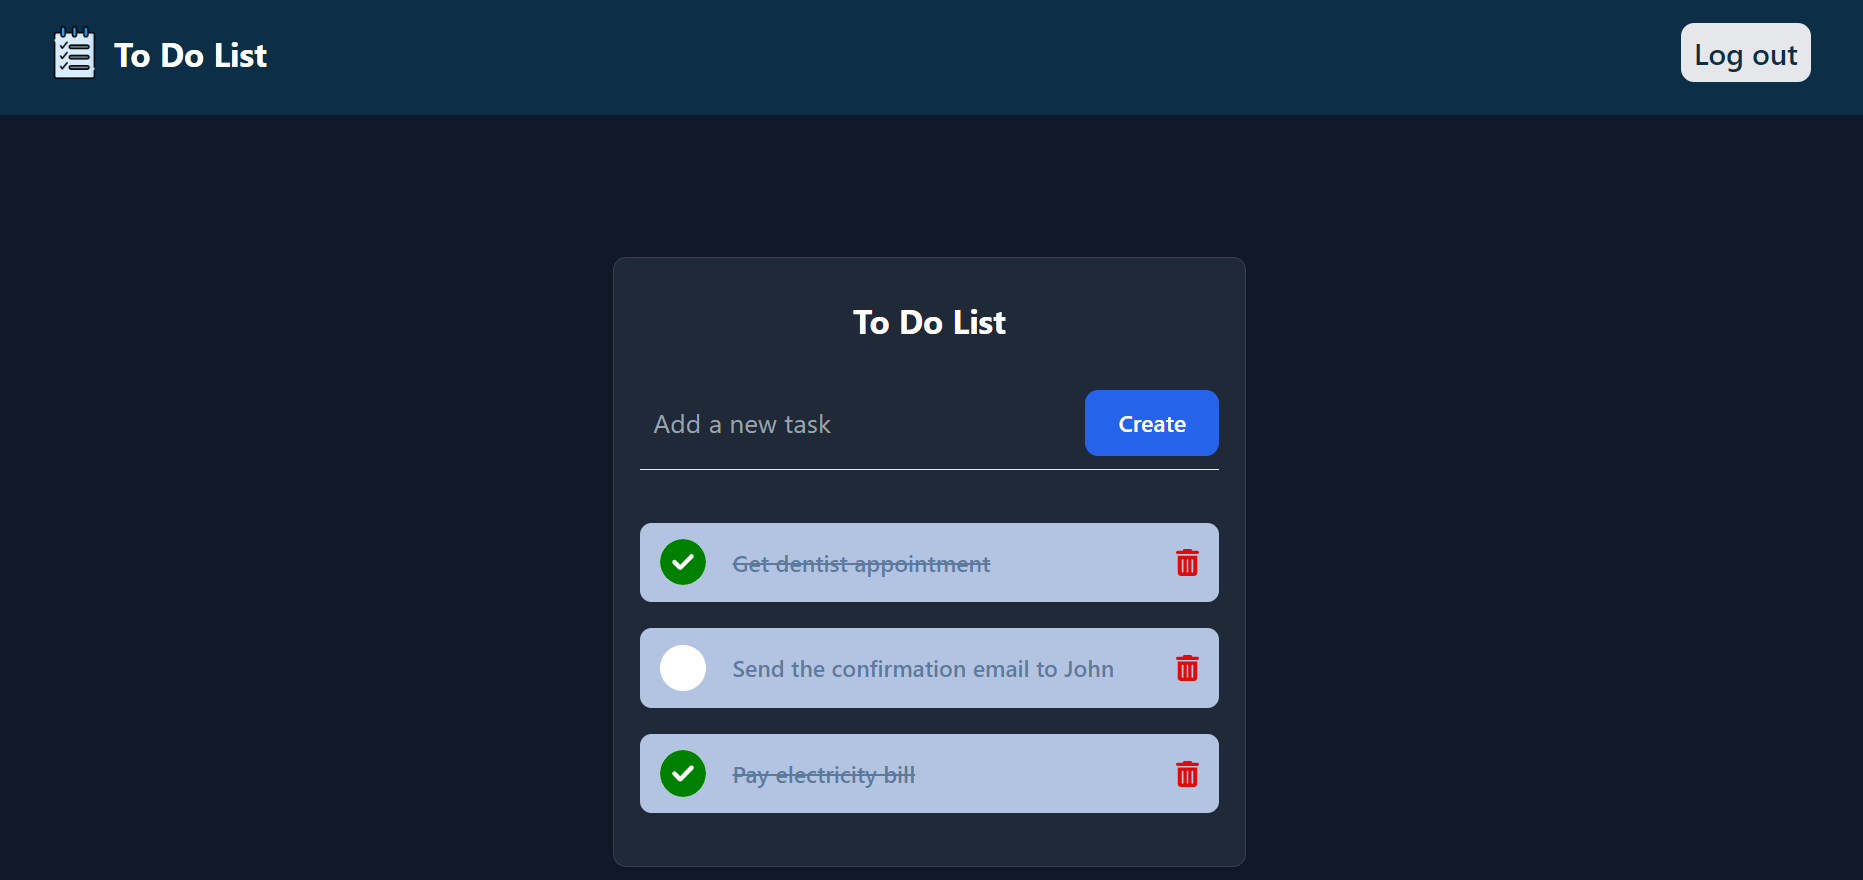 To Do List
Log out
To Do List
Add a new task
Create
Get dentist appointment
Send the confirmation email to John
Pay electricity bill